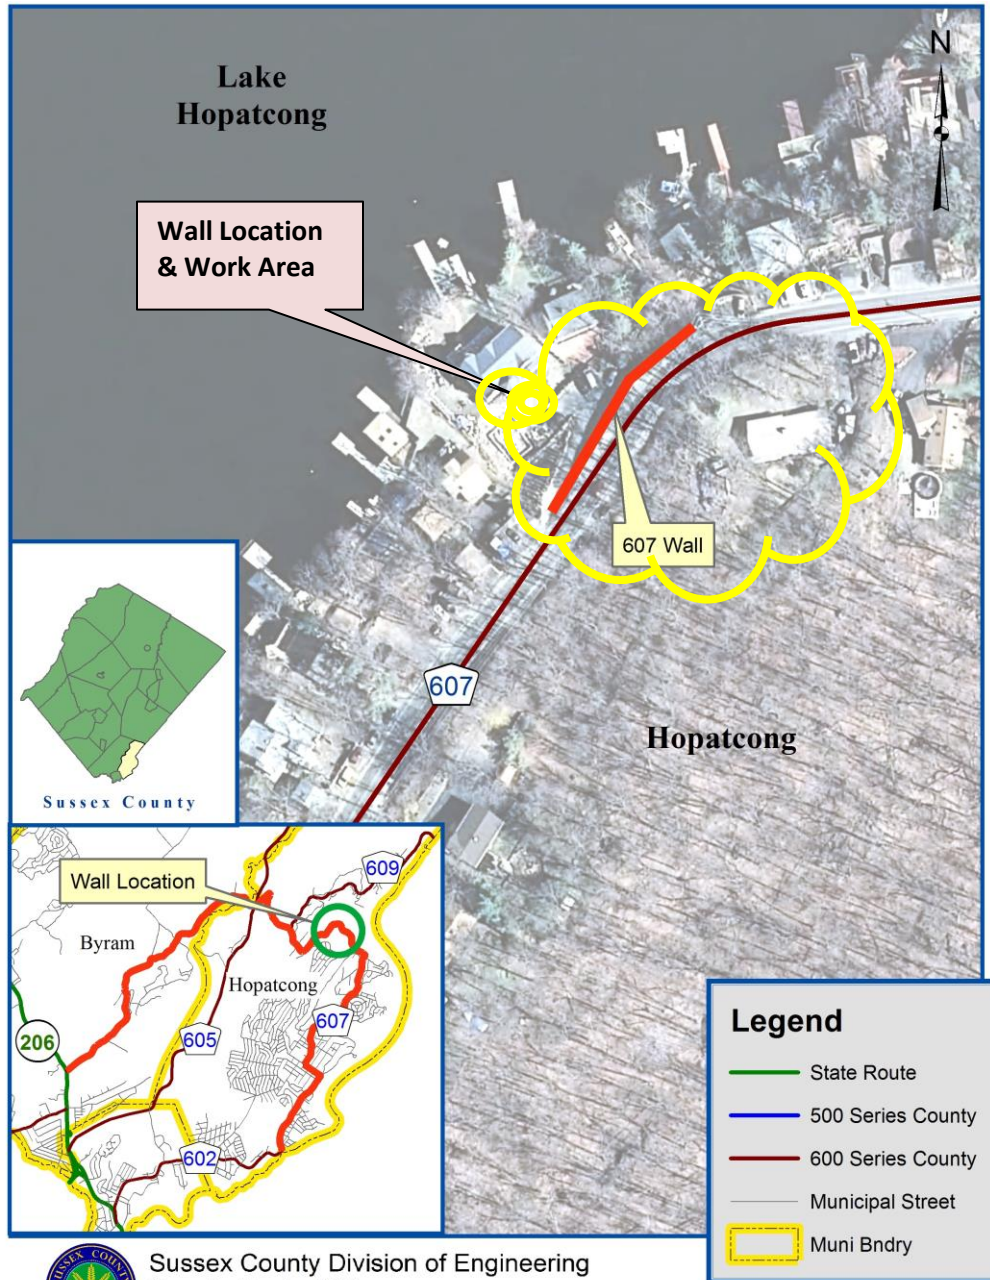 Lake
Hopatcong
N
Wall Location
& Work Area
607 Wall
607
Hopatcong
Sussex County
Wall Location
609
Byram
Hopatcong
607
206
605
602
Legend
State Route
500 Series County
600 Series County
Municipal Street
Muni Bndry
SUSSEX COUNTY
Sussex County Division of Engineering